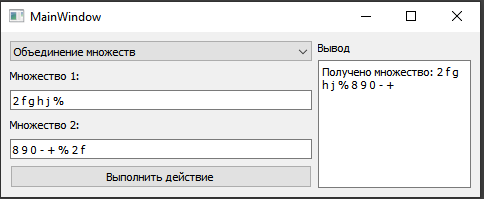 MainWindow
Объединение множеств
Множество 1:
2 f g h j %
Множество 2:
8 9 0 - + % 2 f
Выполнить действие
Вывод
Получено множество: 2 f g
h j % 8 9 0 - +